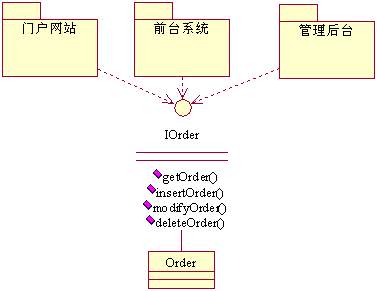 门户网站 前台系统 管理后台
IOrder
getOrder()
insertOrder()
modifyOrder()
deleteOrder()
Order